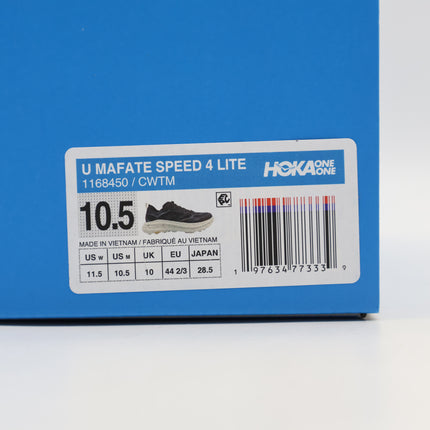 U MAFATE SPEED 4 LITE
1168450 / CWTM
HOKA ONE ONE
10.5
MADE IN VIETNAM / FABRIQUÉ AU VIETNAM
US W US M UK EU JAPAN
11.5 10.5 10 44 2/3 28.5
1 97634 77333 9